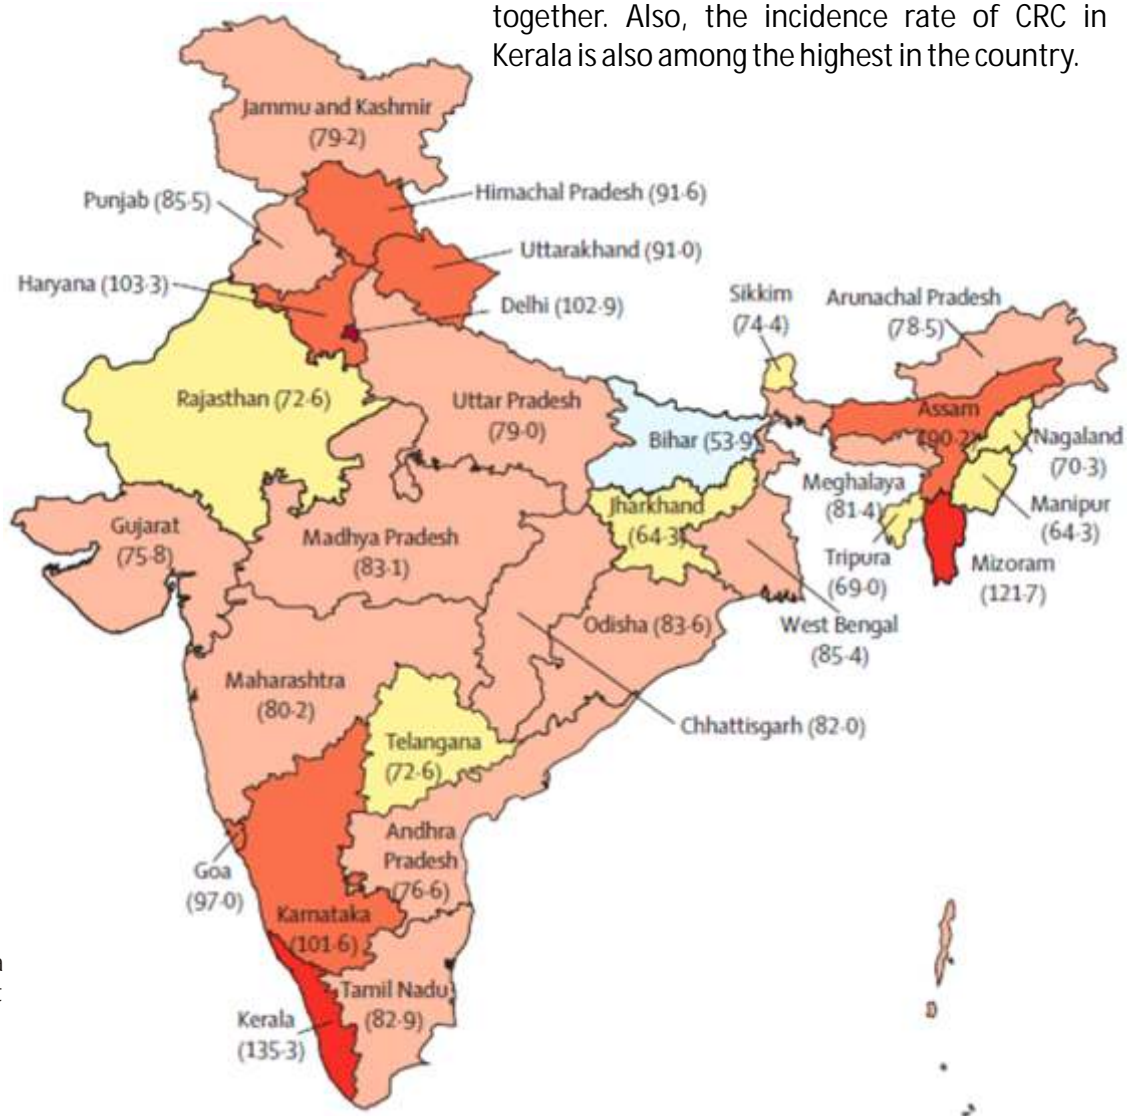 together. Also, the incidence rate of CRC in
Kerala is also among the highest in the country.
Jammu and Kashmir
(79·2)
Punjab (85·5)
Himachal Pradesh (91·6)
Uttarakhand (91·0)
Haryana (103·3)
Delhi (102·9)
Sikkim
(74·4)
Arunachal Pradesh
(78·5)
Rajasthan (72·6)
Uttar Pradesh
(79·0)
Bihar (53·9
Assam
(90·2)
Nagaland
(70·3)
Meghalaya
(81·4)
Manipur
(64·3)
Jharkhand
(64·3)
Gujarat
(75·8)
Madhya Pradesh
(83·1)
Tripura
(69·0)
Mizoram
(121·7)
Odisha (83·6)
West Bengal
(85·4)
Maharashtra
(80·2)
Chhattisgarh (82·0)
Telangana
(72·6)
Andhra
Pradesh
(76·6)
Goa
(97·0)
Karnataka
(101·6)
Tamil Nadu
(82·9)
Kerala
(135·3)